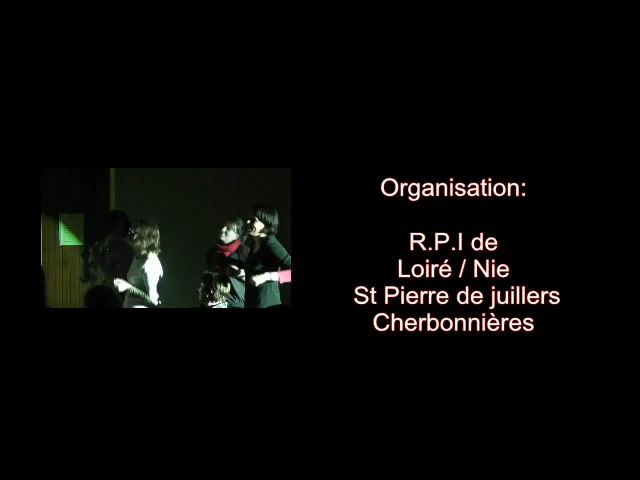 Organisation:
R.P.I de
Loiré / Nie
St Pierre de juillers
Cherbonnières